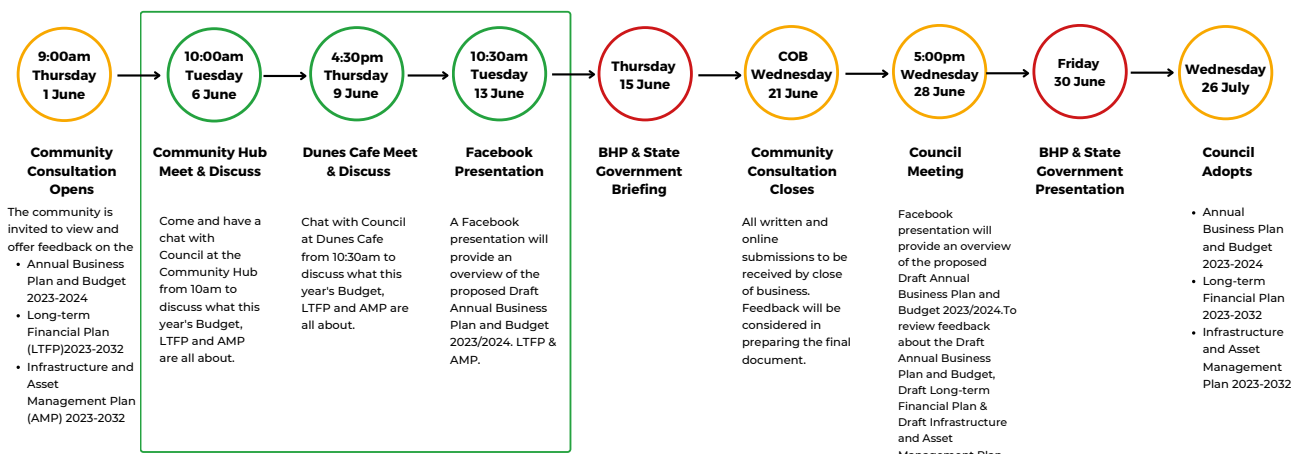 9:00am
Thursday
1 June
Community
Consultation
Opens
The community is
invited to view and
offer feedback on the
• Annual Business
Plan and Budget
2023-2024
• Long-term
Financial Plan
(LTFP)2023-2032
• Infrastructure and
Asset
Management Plan
(AMP) 2023-2032
10:00am
Tuesday
6 June
Community Hub
Meet & Discuss
Come and have a
chat with
Council at the
Community Hub
from 10am to
discuss what this
year's Budget,
LTFP and AMP
are all about.
4:30pm
Thursday
9 June
Dunes Cafe Meet
& Discuss
Chat with Council
at Dunes Cafe
from 10:30am to
discuss what this
year's Budget,
LTFP and AMP are
all about.
10:30am
Tuesday
13 June
Facebook
Presentation
A Facebook
presentation will
provide an
overview of the
proposed Draft
Annual Business
Plan and Budget
2023/2024. LTFP &
AMP.
Thursday
15 June
BHP & State
Government
Briefing
COB
Wednesday
21 June
Community
Consultation
Closes
All written and
online
submissions to be
received by close
of business.
Feedback will be
considered in
preparing the final
document.
5:00pm
Wednesday
28 June
Council
Meeting
Facebook
presentation will
provide an overview
of the proposed
Draft Annual
Business Plan and
Budget 2023/2024.To
review feedback
about the Draft
Annual Business
Plan and Budget,
Draft Long-term
Financial Plan &
Draft Infrastructure
and Asset
Management Plan
Friday
30 June
BHP & State
Government
Presentation
Wednesday
26 July
Council
Adopts
• Annual
Business Plan
and Budget
2023-2024
• Long-term
Financial Plan
2023-2032
• Infrastructure
and Asset
Management
Plan 2023-2032